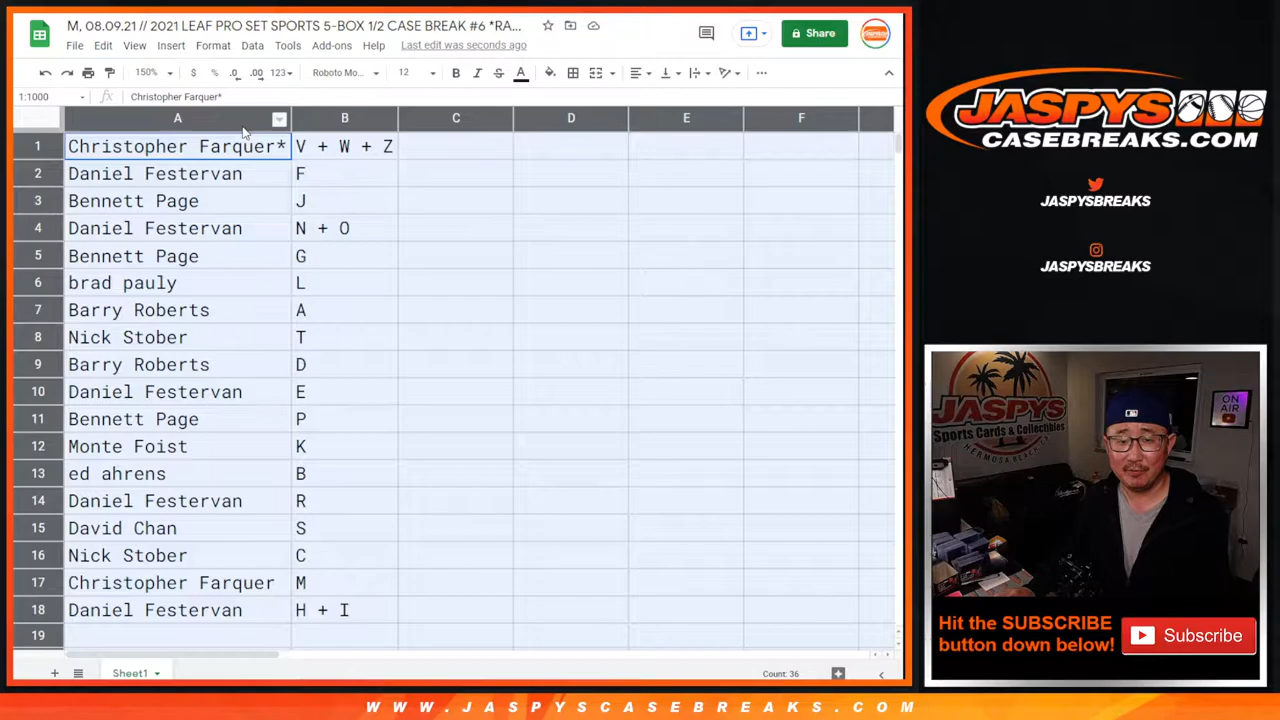 M, 08.09.21 // 2021 LEAF PRO SET SPORTS 5-BOX 1/2 CASE BREAK #6 *RA...
File Edit View Insert Format Data Tools Add-ons Help Last edit was seconds ago
Share
150% $ % .0 .00 123 Roboto Mo... 12 B I S A
1:1000 fx Christopher Farquer*
A B C D E F
1 Christopher Farquer* V + W + Z
2 Daniel Festervan F
3 Bennett Page J
4 Daniel Festervan N + O
5 Bennett Page G
6 brad pauly L
7 Barry Roberts A
8 Nick Stober T
9 Barry Roberts D
10 Daniel Festervan E
11 Bennett Page P
12 Monte Foist K
13 ed ahrens B
14 Daniel Festervan R
15 David Chan S
16 Nick Stober C
17 Christopher Farquer M
18 Daniel Festervan H + I
19
Sheet1
Count: 36
JASPYS
CASEBREAKS.COM
JASPYSBREAKS
JASPYSBREAKS
JASPYS
Sports Cards & Collectibles
HERMOSA BEACH, CA
ON
AIR
Hit the SUBSCRIBE
button down below!
Subscribe
WWW.JASPYSCASEBREAKS.COM